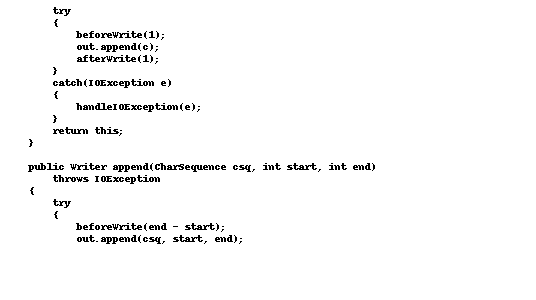 try
{
beforeWrite(1);
out.append(c);
afterWrite(1);
}
catch(IOException e)
{
handleIOException(e);
}
return this;
}
public Writer append(CharSequence csq, int start, int end)
throws IOException
{
try
{
beforeWrite(end - start);
out.append(csq, start, end);